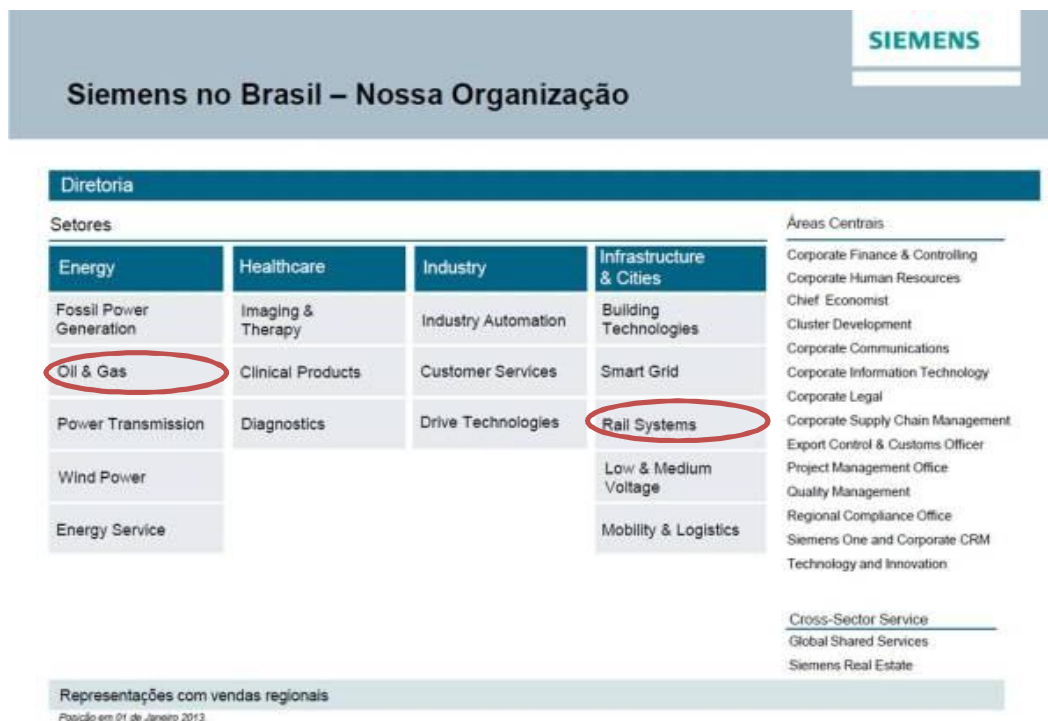 SIEMENS
Siemens no Brasil – Nossa Organização
Diretoria
Setores
Energy
Fossil Power
Generation
Oil & Gas
Power Transmission
Wind Power
Energy Service
Healthcare
Imaging &
Therapy
Clinical Products
Diagnostics
Industry
Industry Automation
Customer Services
Drive Technologies
Infrastructure
& Cities
Building
Technologies
Smart Grid
Rail Systems
Low & Medium
Voltage
Mobility & Logistics
Áreas Centrais
Corporate Finance & Controlling
Corporate Human Resources
Chief Economist
Cluster Development
Corporate Communications
Corporate Information Technology
Corporate Legal
Corporate Supply Chain Management
Export Control & Customs Officer
Project Management Office
Quality Management
Regional Compliance Office
Siemens One and Corporate CRM
Technology and Innovation
Cross-Sector Service
Global Shared Services
Siemens Real Estate
Representações com vendas regionais
Posição em 01 de Janeiro 2013.